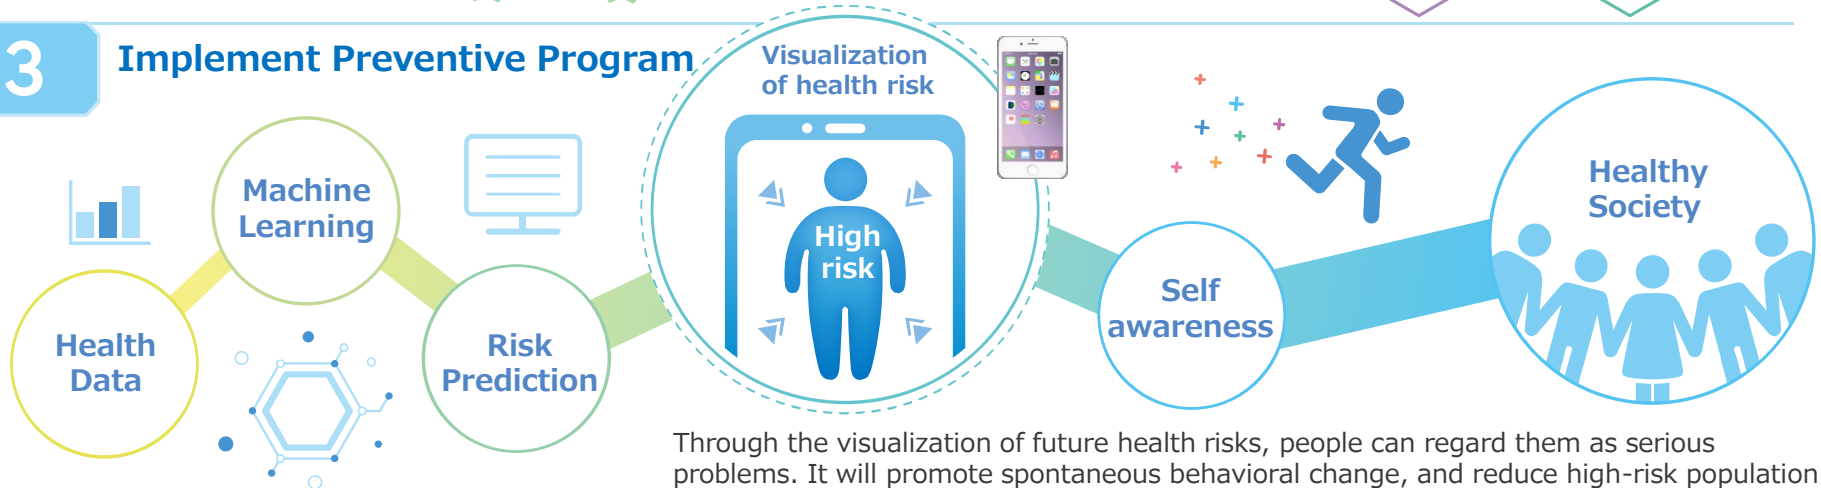 3
Implement Preventive Program
Visualization
of health risk
Machine
Learning
High
risk
Healthy
Society
Health
Data
Risk
Prediction
Self
awareness
Through the visualization of future health risks, people can regard them as serious
problems. It will promote spontaneous behavioral change, and reduce high-risk population